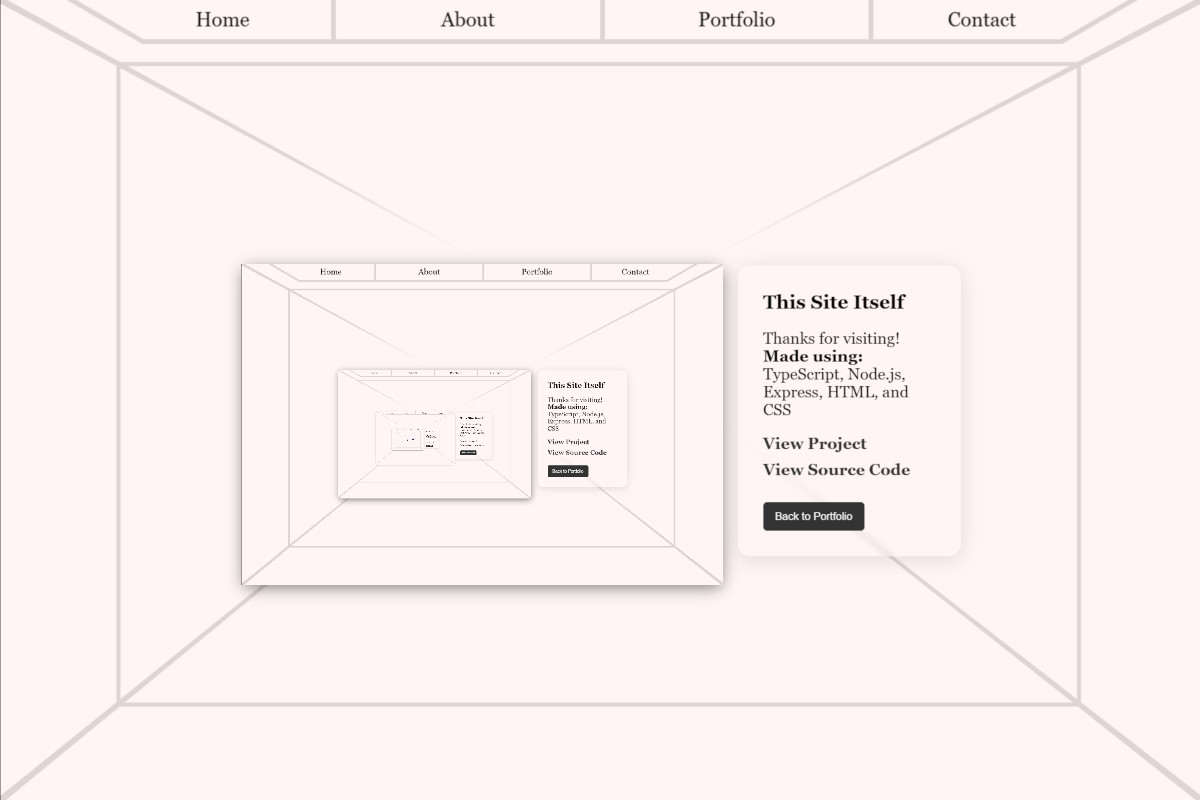 Home About Portfolio Contact
Home About Portfolio Contact
This Site Itself
Thanks for visiting!
Made using:
TypeScript, Node.js,
Express, HTML, and
CSS
View Project
View Source Code
Back to Portfolio
This Site Itself
Thanks for visiting!
Made using:
TypeScript, Node.js,
Express, HTML, and
CSS
View Project
View Source Code
Back to Portfolio